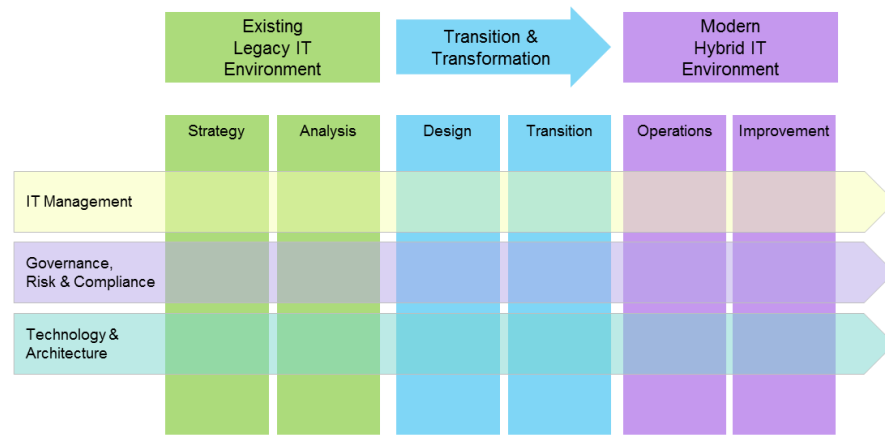 Existing
Legacy IT
Environment
Transition &
Transformation
Modern
Hybrid IT
Environment
Strategy
Analysis
Design
Transition
Operations
Improvement
IT Management
Governance,
Risk & Compliance
Technology &
Architecture